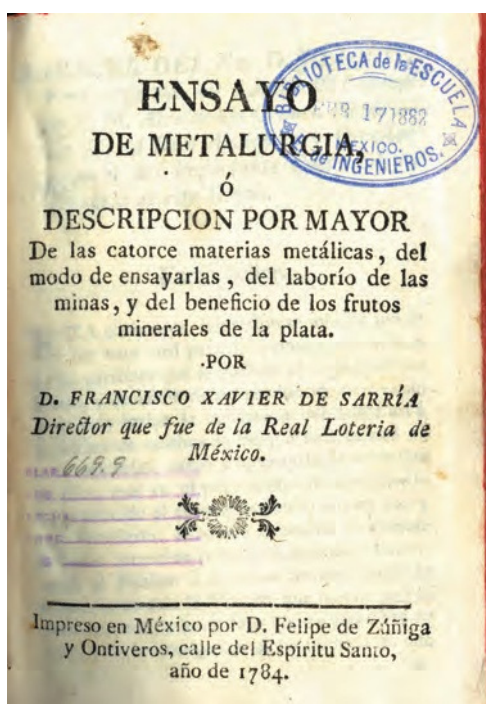 ENSAYO
DE METALURGIA,
ó
DESCRIPCION POR MAYOR
De las catorce materias metálicas, del
modo de ensayarlas, del laborío de las
minas, y del beneficio de los frutos
minerales de la plata.
POR
D. FRANCISCO XAVIER DE SARRÍA
Director que fue de la Real Loteria de
México.
Impreso en México por D. Felipe de Zúñiga
y Ontiveros, calle del Espíritu Santo,
año de 1784.
BIBLIOTECA de la ESCUELA
17 1882
MEXICO.
de INGENIEROS.
669.9